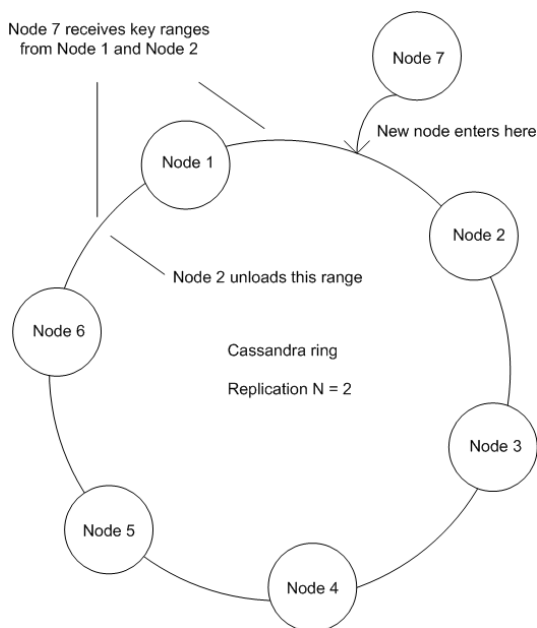 Node 7 receives key ranges
from Node 1 and Node 2
Node 7
New node enters here
Node 1
Node 2
Node 2 unloads this range
Node 6
Cassandra ring
Replication N = 2
Node 3
Node 5
Node 4